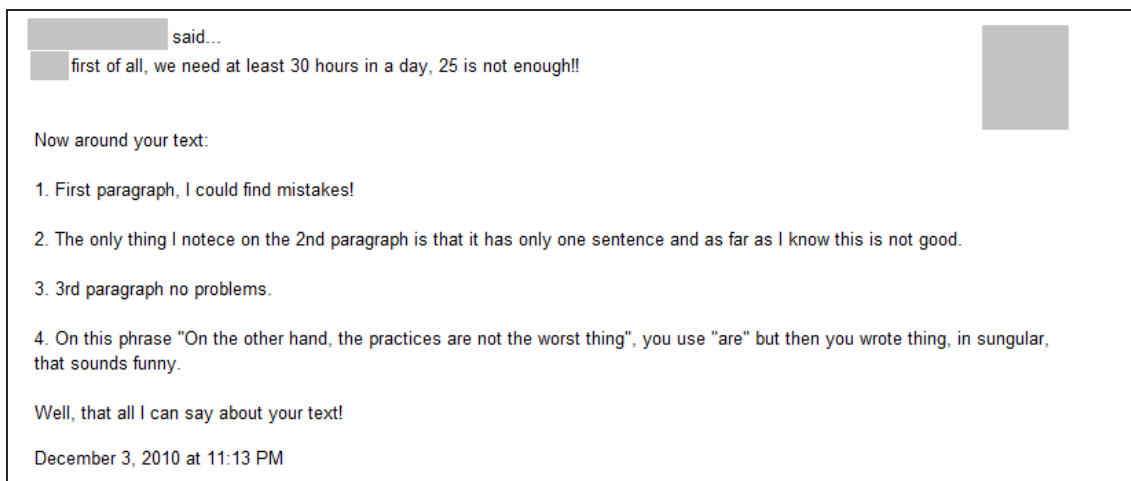 said...
first of all, we need at least 30 hours in a day, 25 is not enough!!
Now around your text:
1. First paragraph, I could find mistakes!
2. The only thing I notece on the 2nd paragraph is that it has only one sentence and as far as I know this is not good.
3. 3rd paragraph no problems.
4. On this phrase "On the other hand, the practices are not the worst thing", you use "are" but then you wrote thing, in sungular,
that sounds funny.
Well, that all I can say about your text!
December 3, 2010 at 11:13 PM